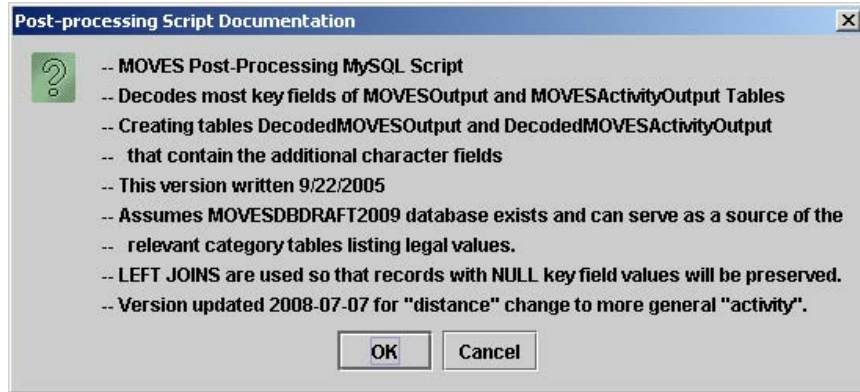 Post-processing Script Documentation
-- MOVES Post-Processing MySQL Script
-- Decodes most key fields of MOVESOutput and MOVESActivityOutput Tables
-- Creating tables DecodedMOVESOutput and DecodedMOVESActivityOutput
-- that contain the additional character fields
-- This version written 9/22/2005
-- Assumes MOVESDBDRAFT2009 database exists and can serve as a source of the
-- relevant category tables listing legal values.
-- LEFT JOINS are used so that records with NULL key field values will be preserved.
-- Version updated 2008-07-07 for "distance" change to more general "activity".
OK Cancel